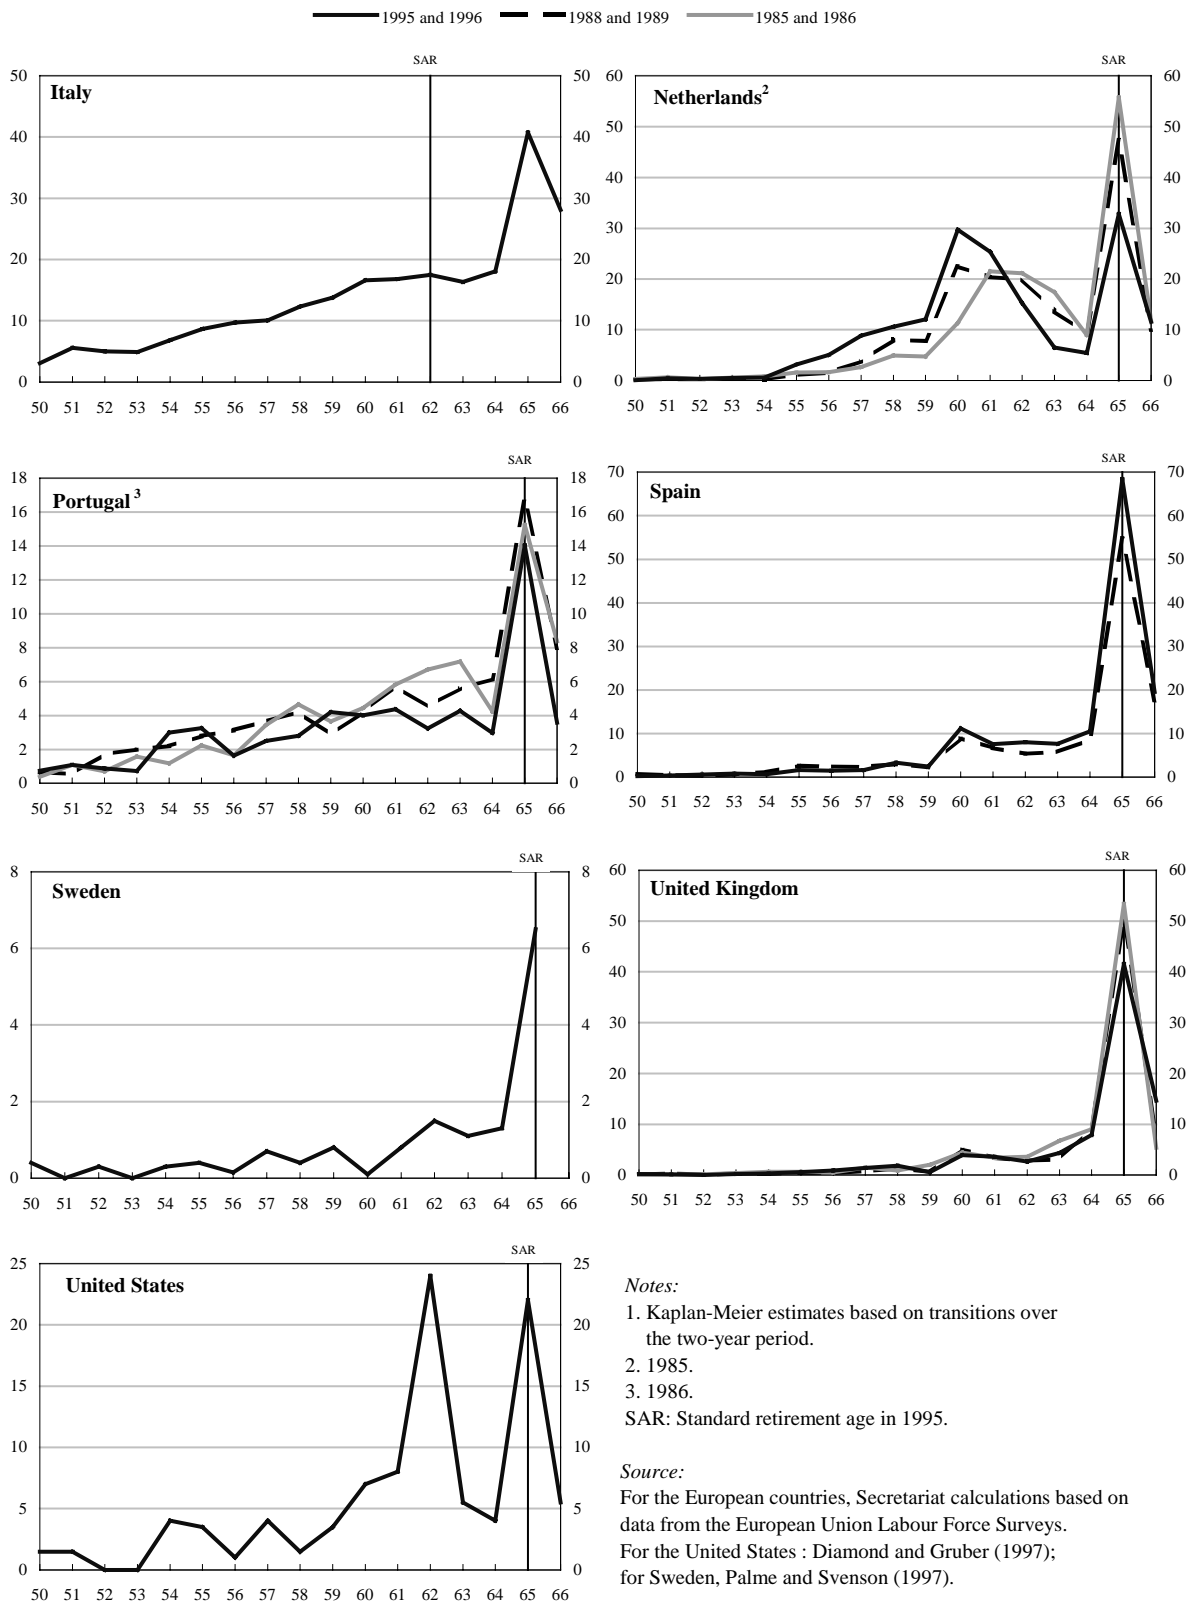 1995 and 1996 1988 and 1989 1985 and 1986
SAR
Italy
50 50
40 40
30 30
20 20
10 10
0 0
50 51 52 53 54 55 56 57 58 59 60 61 62 63 64 65 66
SAR
Netherlands2
60 60
50 50
40 40
30 30
20 20
10 10
0 0
50 51 52 53 54 55 56 57 58 59 60 61 62 63 64 65 66
SAR
Portugal 3
18 18
16 16
14 14
12 12
10 10
8 8
6 6
4 4
2 2
0 0
50 51 52 53 54 55 56 57 58 59 60 61 62 63 64 65 66
SAR
Spain
70 70
60 60
50 50
40 40
30 30
20 20
10 10
0 0
50 51 52 53 54 55 56 57 58 59 60 61 62 63 64 65 66
SAR
Sweden
8 8
6 6
4 4
2 2
0 0
50 51 52 53 54 55 56 57 58 59 60 61 62 63 64 65 66
SAR
United Kingdom
60 60
50 50
40 40
30 30
20 20
10 10
0 0
50 51 52 53 54 55 56 57 58 59 60 61 62 63 64 65 66
SAR
United States
25 25
20 20
15 15
10 10
5 5
0 0
50 51 52 53 54 55 56 57 58 59 60 61 62 63 64 65 66
Notes:
1. Kaplan-Meier estimates based on transitions over
the two-year period.
2. 1985.
3. 1986.
SAR: Standard retirement age in 1995.
Source:
For the European countries, Secretariat calculations based on
data from the European Union Labour Force Surveys.
For the United States : Diamond and Gruber (1997);
for Sweden, Palme and Svenson (1997).